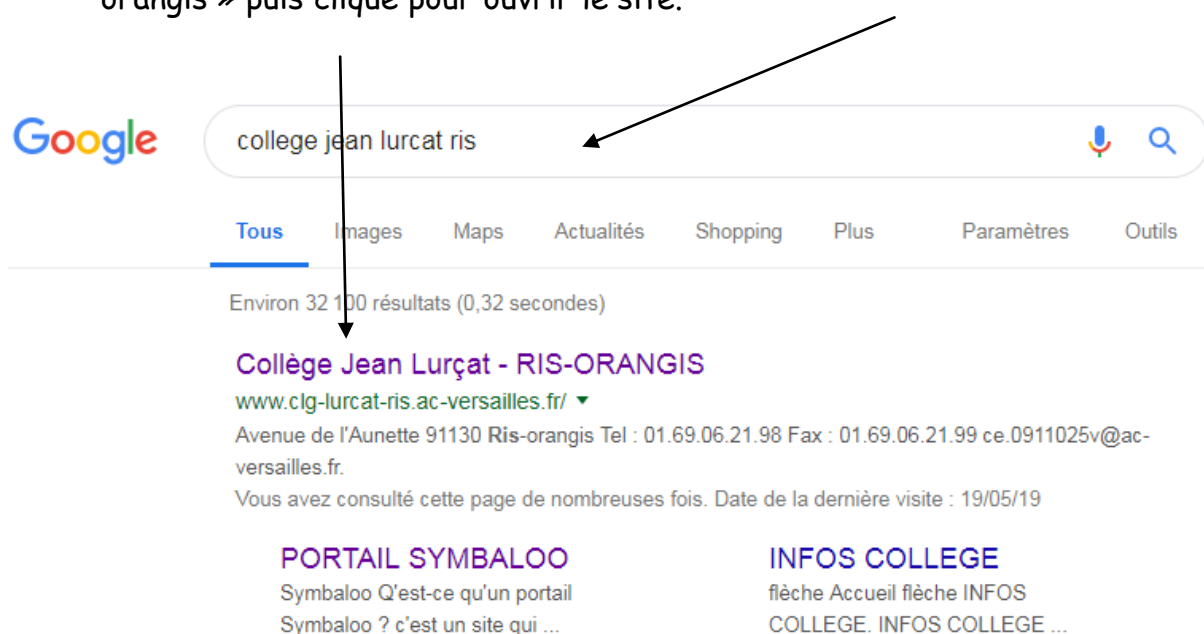 orangis » puis clique pour ouvrir le site.
Google
college jean lurcat ris
Tous Images Maps Actualités Shopping Plus Paramètres Outils
Environ 32 100 résultats (0,32 secondes)
Collège Jean Lurçat - RIS-ORANGIS
www.clg-lurcat-ris.ac-versailles.fr/
Avenue de l'Aunette 91130 Ris-orangis Tel : 01.69.06.21.98 Fax : 01.69.06.21.99 ce.0911025v@ac-
versailles.fr.
Vous avez consulté cette page de nombreuses fois. Date de la dernière visite : 19/05/19
PORTAIL SYMBALOO
Symbaloo Q'est-ce qu'un portail
Symbaloo ? c'est un site qui ...
INFOS COLLEGE
flèche Accueil flèche INFOS
COLLEGE. INFOS COLLEGE ...